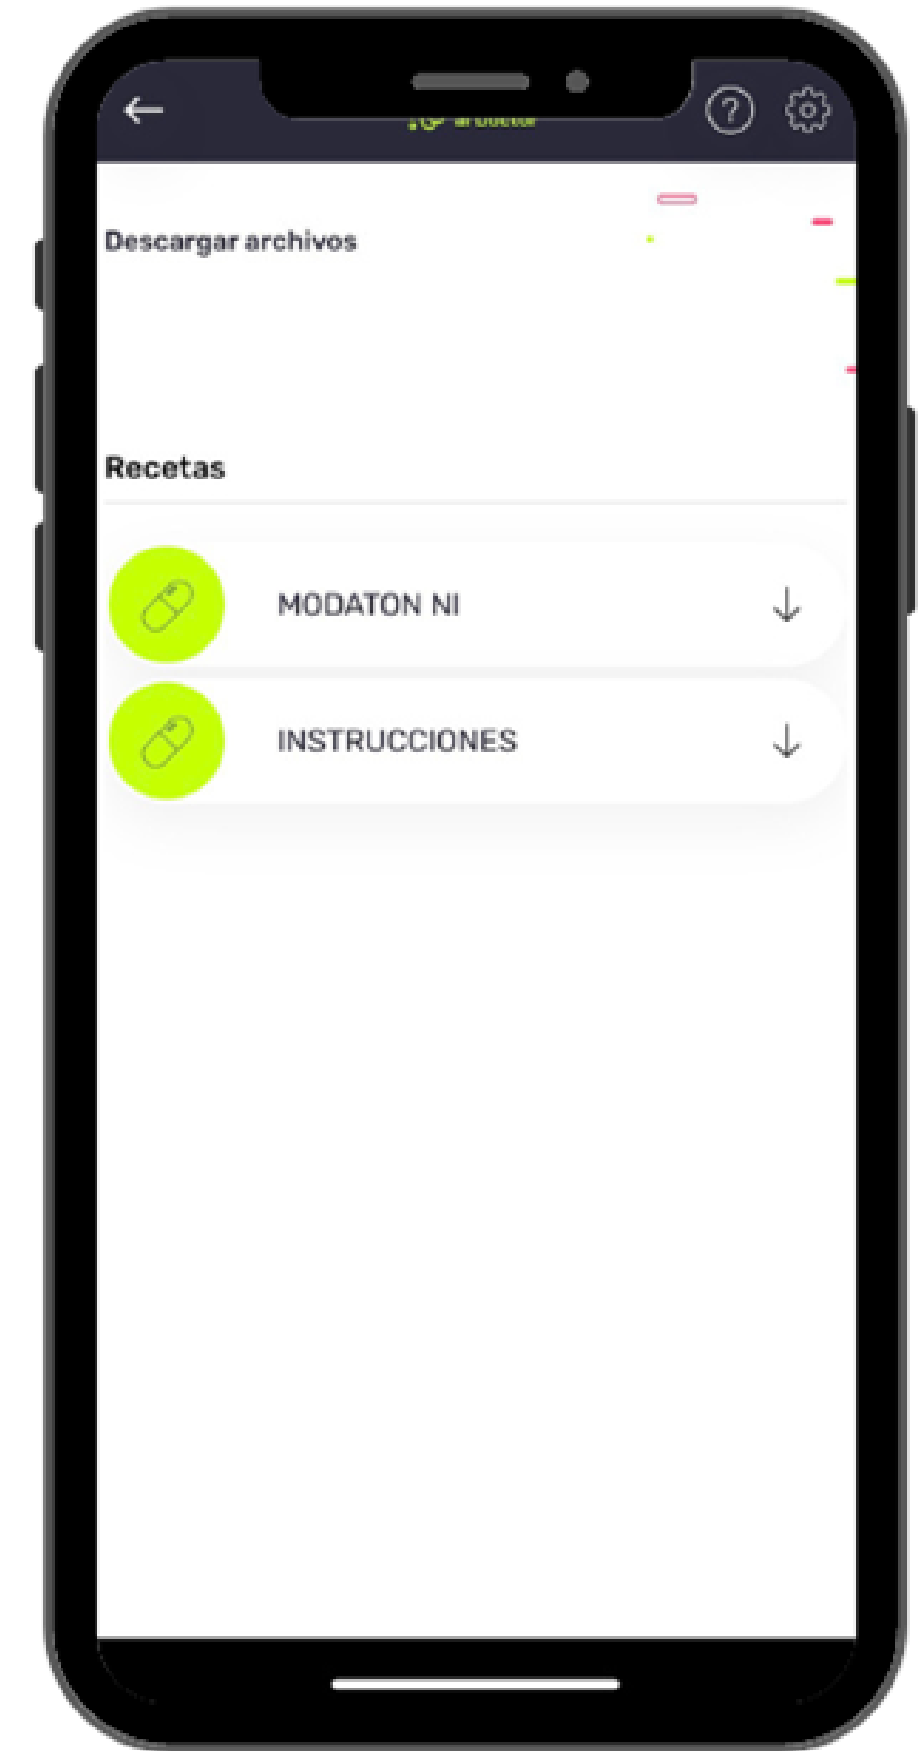 ?
Descargar archivos
Recetas
MODATON NI
INSTRUCCIONES